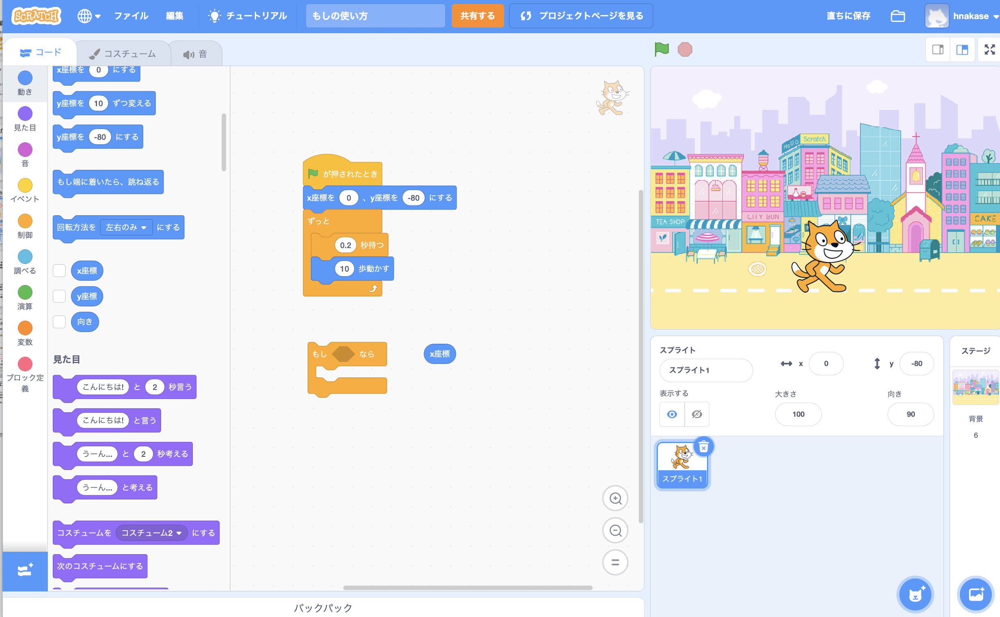 SCRATCH
ファイル
編集
チュートリアル
もしの使い方
共有する
プロジェクトページを見る
直ちに保存
hnakase
コード
コスチューム
音
動き
見た目
音
イベント
制御
調べる
演算
変数
ブロック定
義
x座標を 0 にする
y座標を 10 ずつ変える
y座標を -80 にする
もし端に着いたら、跳ね返る
回転方法を 左右のみ にする
x座標
y座標
向き
見た目
こんにちは! と 2 秒言う
こんにちは! と言う
うーん... と 2 秒考える
うーん... と考える
コスチュームを コスチューム2 にする
次のコスチュームにする
が押されたとき
x座標を 0 、y座標を -80 にする
ずっと
0.2 秒待つ
10 歩動かす
もし なら
x座標
バックパック
Hello
Scratch
TEA SHOP
CITY BUN
CAKE
スプライト
スプライト1
x 0
y -80
表示する
大きさ
100
向き
90
スプライト1
ステージ
背景
6